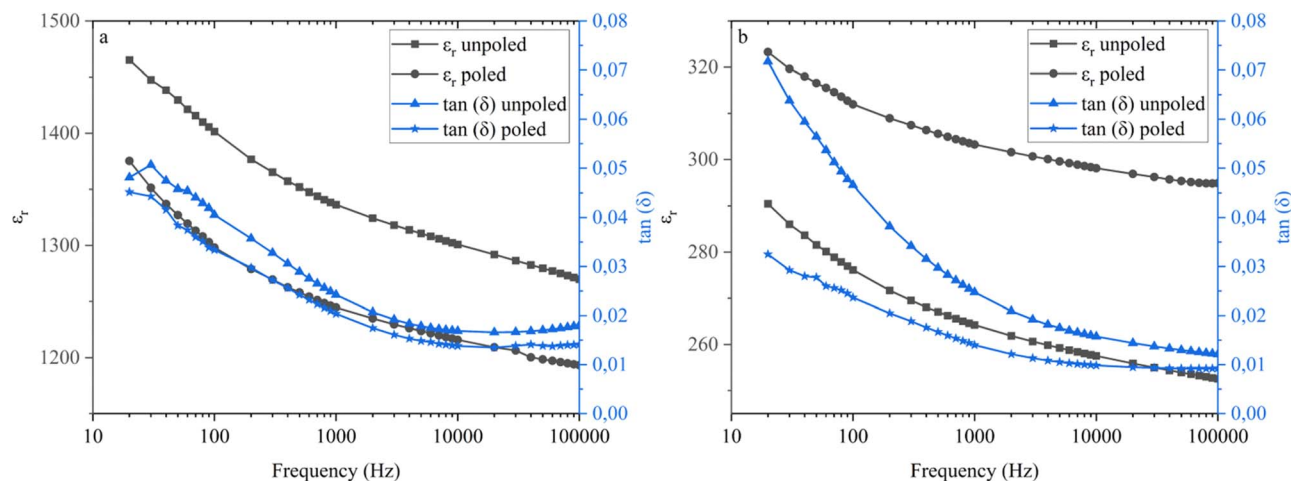 a
1500
1400
1300
1200
εr
0,08
0,07
0,06
0,05
0,04
0,03
0,02
0,01
0,00
tan (δ)
εr unpoled
εr poled
tan (δ) unpoled
tan (δ) poled
10 100 1000 10000 100000
Frequency (Hz)
b
320
300
280
260
εr
0,08
0,07
0,06
0,05
0,04
0,03
0,02
0,01
0,00
tan (δ)
εr unpoled
εr poled
tan (δ) unpoled
tan (δ) poled
10 100 1000 10000 100000
Frequency (Hz)